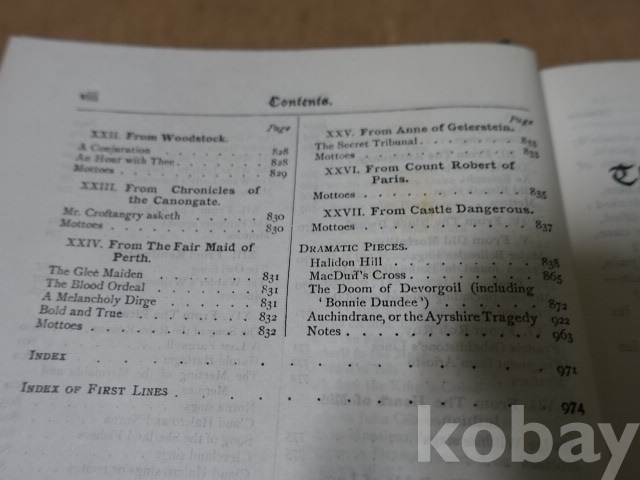 viii
Contents.
Page
XXII. From Woodstock.
A Conjuration . . . . . . 828
An Hour with Thee. . . . . 828
Mottoes . . . . . . . 829
XXIII. From Chronicles of
the Canongate.
Mr. Croftangry asketh . . . . 830
Mottoes . . . . . . . 830
XXIV. From The Fair Maid of
Perth.
The Glee Maiden . . . . . 831
The Blood Ordeal . . . . . 831
A Melancholy Dirge . . . . 831
Bold and True . . . . . 832
Mottoes . . . . . . . 832
Page
XXV. From Anne of Geierstein.
The Secret Tribunal . . . . . 833
Mottoes . . . . . . . 833
XXVI. From Count Robert of
Paris.
Mottoes . . . . . . . 835
XXVII. From Castle Dangerous.
Mottoes . . . . . . . 837
DRAMATIC PIECES.
Halidon Hill . . . . . . 838
MacDuff's Cross . . . . . 865
The Doom of Devorgoil (including
'Bonnie Dundee') . . . . . 872
Auchindrane, or the Ayrshire Tragedy 922
Notes . . . . . . . . 963
INDEX . . . . . . . . 971
INDEX OF FIRST LINES . . . . . . . . 974
kobay